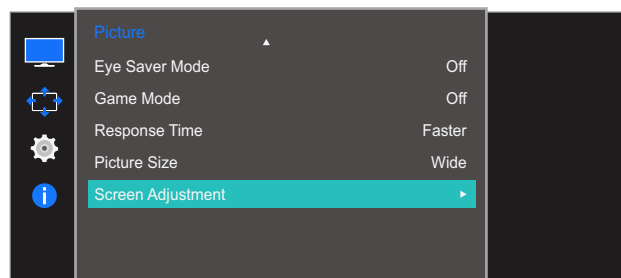 Picture
Eye Saver Mode Off
Game Mode Off
Response Time Faster
Picture Size Wide
Screen Adjustment